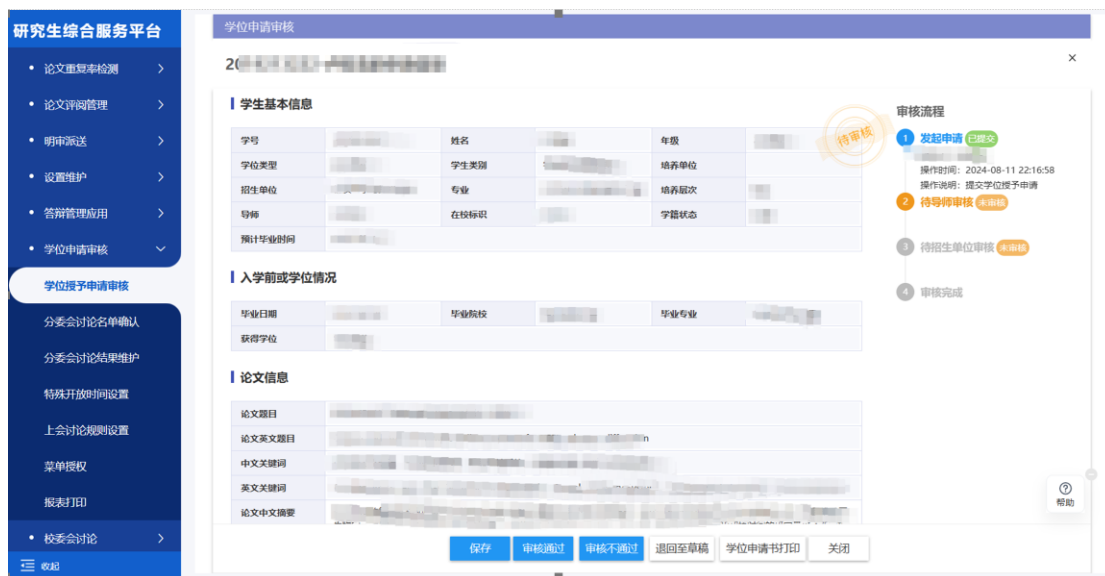 研究生综合服务平台
论文重复率检测
论文评阅管理
明审派送
设置维护
答辩管理应用
学位申请审核
学位授予申请审核
分委会讨论名单确认
分委会讨论结果维护
特殊开放时间设置
上会讨论规则设置
菜单授权
报表打印
校委会讨论
收起
学位申请审核
×
学生基本信息
待审核
学号 姓名 年级
学位类型 学生类别 培养单位
招生单位 专业 培养层次
导师 在校标识 学籍状态
预计毕业时间
入学前或学位情况
毕业日期 毕业院校 毕业专业
获得学位
论文信息
论文题目
论文英文题目
中文关键词
英文关键词
论文中文摘要
审核流程
1 发起申请 已提交
操作时间：2024-08-11 22:16:58
操作说明：提交学位授予申请
2 待导师审核 未审核
3 待招生单位审核 未审核
4 审核完成
帮助
保存 审核通过 审核不通过 退回至草稿 学位申请书打印 关闭